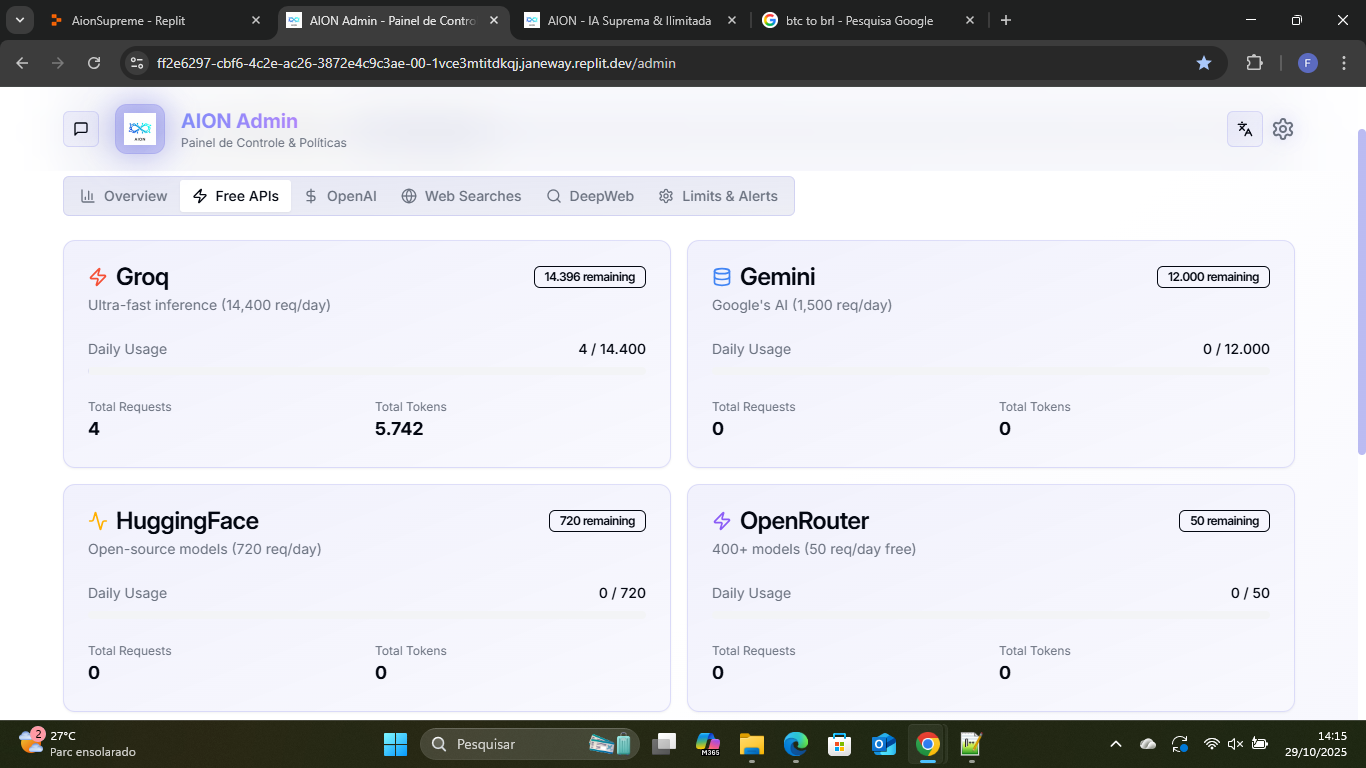 AionSupreme - Replit
AION Admin - Painel de Contro
AION - IA Suprema & Ilimitada
btc to brl - Pesquisa Google
ff2e6297-cbf6-4c2e-ac26-3872e4c9c3ae-00-1vce3mtitdkqj.janeway.replit.dev/admin
F
AION
AION Admin
Painel de Controle & Políticas
Overview
Free APIs
OpenAI
Web Searches
DeepWeb
Limits & Alerts
Groq
14.396 remaining
Ultra-fast inference (14,400 req/day)
Daily Usage
4 / 14.400
Total Requests
Total Tokens
4
5.742
Gemini
12.000 remaining
Google's AI (1,500 req/day)
Daily Usage
0 / 12.000
Total Requests
Total Tokens
0
0
HuggingFace
720 remaining
Open-source models (720 req/day)
Daily Usage
0 / 720
Total Requests
Total Tokens
0
0
OpenRouter
50 remaining
400+ models (50 req/day free)
Daily Usage
0 / 50
Total Requests
Total Tokens
0
0
2
27°C
Parc ensolarado
Pesquisar
M365
14:15
29/10/2025